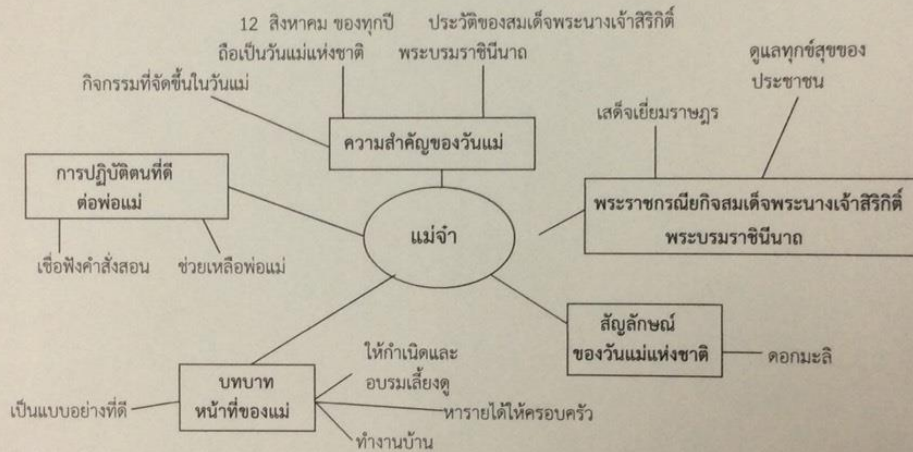 12 สิงหาคม ของทุกปี
ถือเป็นวันแม่แห่งชาติ
ประวัติของสมเด็จพระนางเจ้าสิริกิติ์
พระบรมราชินีนาถ
กิจกรรมที่จัดขึ้นในวันแม่
ดูแลทุกข์สุขของ
ประชาชน
เสด็จเยี่ยมราษฎร
ความสำคัญของวันแม่
การปฏิบัติตนที่ดี
ต่อพ่อแม่
พระราชกรณียกิจสมเด็จพระนางเจ้าสิริกิติ์
พระบรมราชินีนาถ
แม่จ๋า
เชื่อฟังคำสั่งสอน
ช่วยเหลือพ่อแม่
สัญลักษณ์
ของวันแม่แห่งชาติ
ดอกมะลิ
บทบาท
หน้าที่ของแม่
ให้กำเนิดและ
อบรมเลี้ยงดู
เป็นแบบอย่างที่ดี
หารายได้ให้ครอบครัว
ทำงานบ้าน